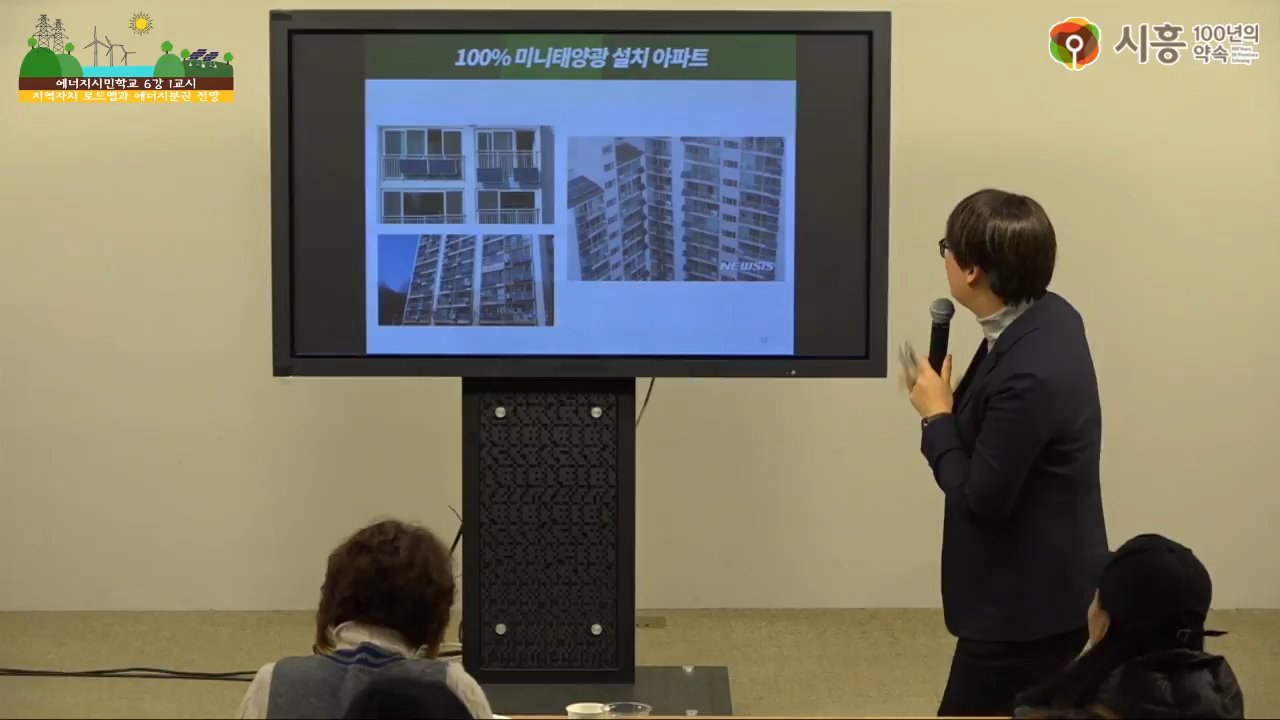 에너지시민학교 6강 1교시
지역자치 로드맵과 에너지분권 전망
100% 미니태양광 설치 아파트
NEWSIS
시흥
100년의
약속